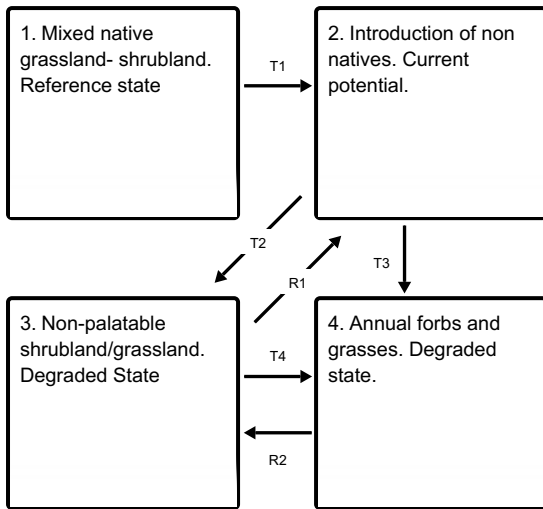 1. Mixed native
grassland- shrubland.
Reference state
T1
2. Introduction of non
natives. Current
potential.
T2
R1
T3
3. Non-palatable
shrubland/grassland.
Degraded State
T4
R2
4. Annual forbs and
grasses. Degraded
state.